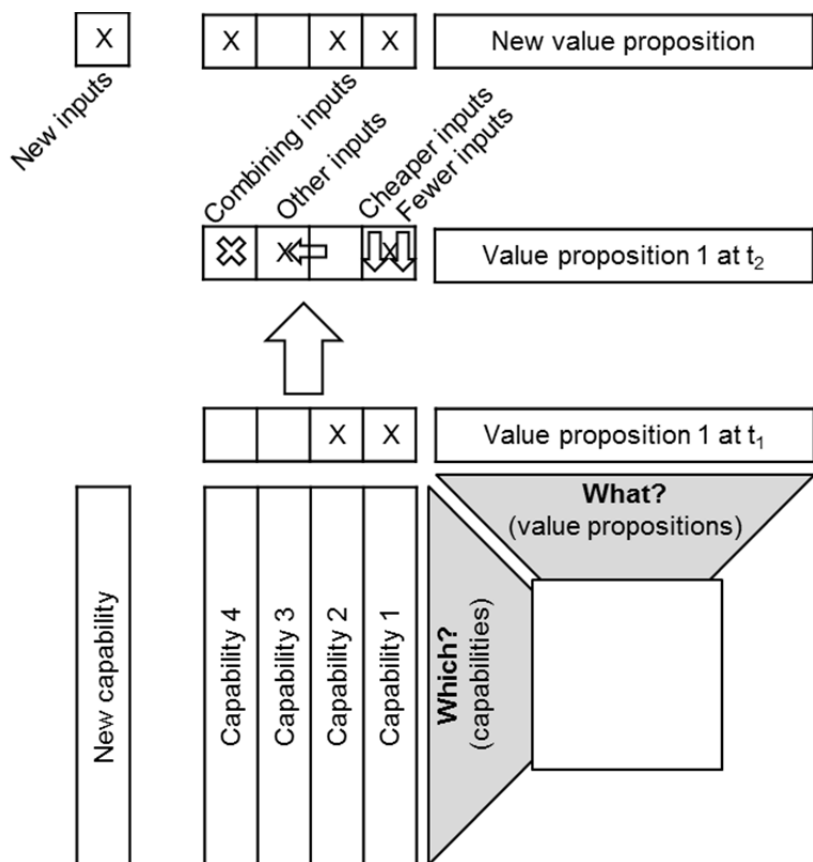 X X X X New value proposition
New inputs
Combining inputs
Other inputs
Cheaper inputs
Fewer inputs
X X Value proposition 1 at t₂
X X Value proposition 1 at t₁
What?
(value propositions)
Which?
(capabilities)
New capability
Capability 4
Capability 3
Capability 2
Capability 1